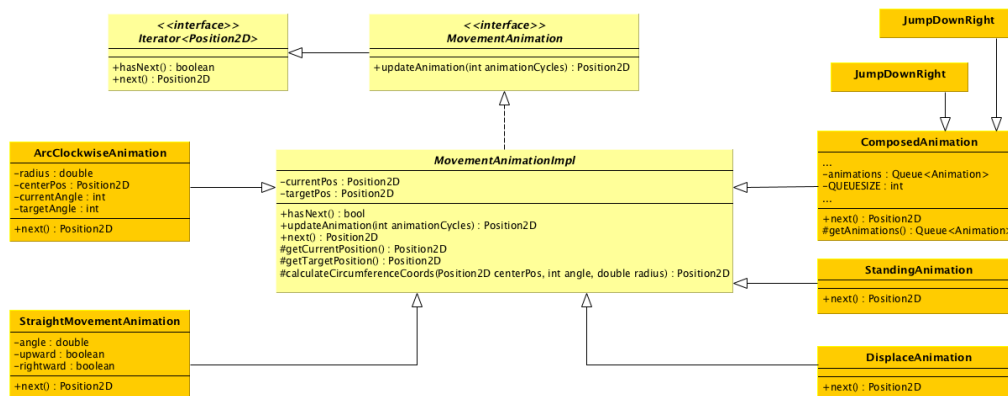 <<interface>>
Iterator<Position2D>
+hasNext() : boolean
+next() : Position2D
<<interface>>
MovementAnimation
+updateAnimation(int animationCycles) : Position2D
JumpDownRight
JumpDownRight
ArcClockwiseAnimation
-radius : double
-centerPos : Position2D
-currentAngle : int
-targetAngle : int
+next() : Position2D
MovementAnimationImpl
-currentPos : Position2D
-targetPos : Position2D
+hasNext() : bool
+updateAnimation(int animationCycles) : Position2D
+next() : Position2D
#getCurrentPosition() : Position2D
#getTargetPosition() : Position2D
#calculateCircumferenceCoords(Position2D centerPos, int angle, double radius) : Position2D
ComposedAnimation
...
-animations : Queue<Animation>
-QUEUESIZE : int
...
+next() : Position2D
#getAnimations() : Queue<Animation>
StandingAnimation
+next() : Position2D
StraightMovementAnimation
-angle : double
-upward : boolean
-rightward : boolean
+next() : Position2D
DisplaceAnimation
+next() : Position2D